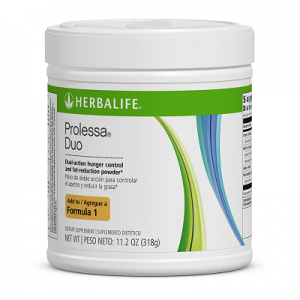 HERBALIFE.
Prolessa®
Duo
Dual-action hunger control
and fat-reduction powder*
Polvo de doble acción para controlar
el apetito y reducir la grasa*
Add to / Agregue a
Formula 1
DIETARY SUPPLEMENT | SUPLEMENTO DIETÉTICO
NET WT | PESO NETO: 11.2 OZ (318g)